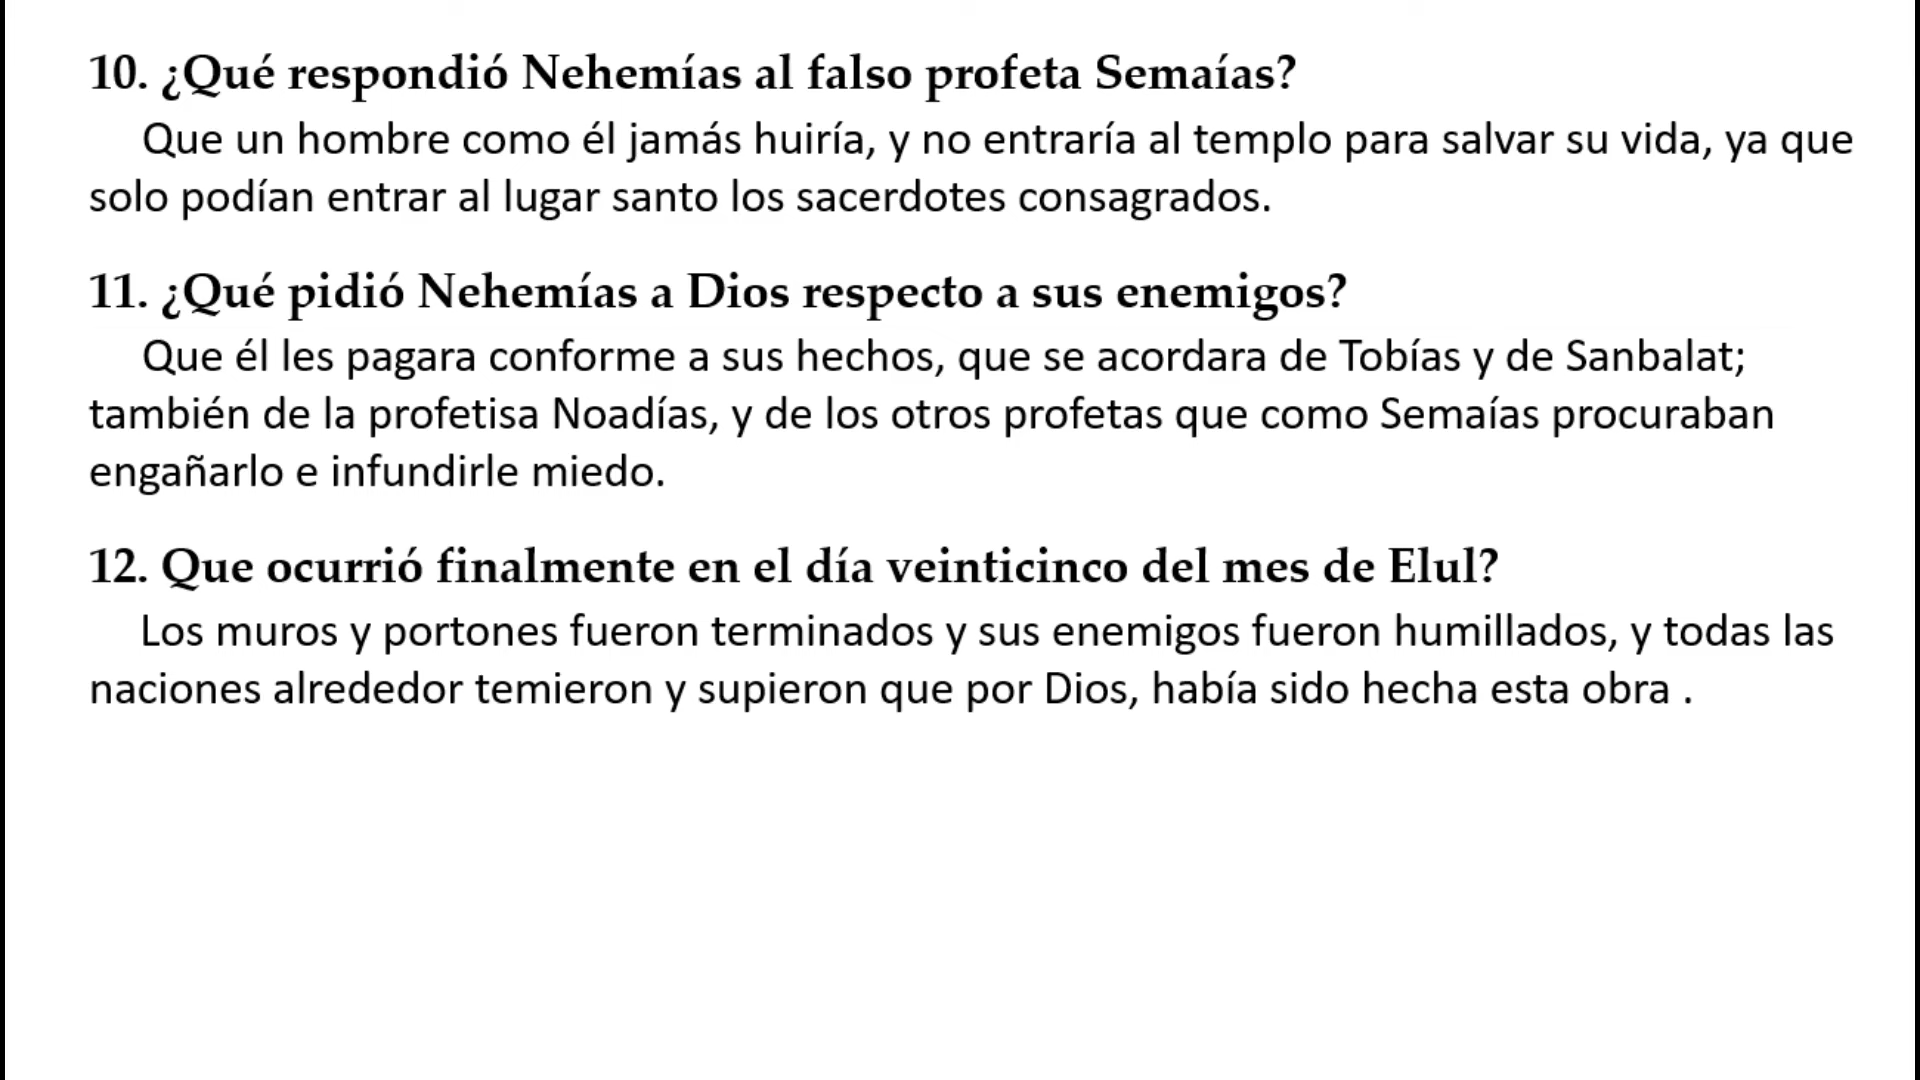 10. ¿Qué respondió Nehemías al falso profeta Semaías?
Que un hombre como él jamás huiría, y no entraría al templo para salvar su vida, ya que
solo podían entrar al lugar santo los sacerdotes consagrados.
11. ¿Qué pidió Nehemías a Dios respecto a sus enemigos?
Que él les pagara conforme a sus hechos, que se acordara de Tobías y de Sanbalat;
también de la profetisa Noadías, y de los otros profetas que como Semaías procuraban
engañarlo e infundirle miedo.
12. Que ocurrió finalmente en el día veinticinco del mes de Elul?
Los muros y portones fueron terminados y sus enemigos fueron humillados, y todas las
naciones alrededor temieron y supieron que por Dios, había sido hecha esta obra .